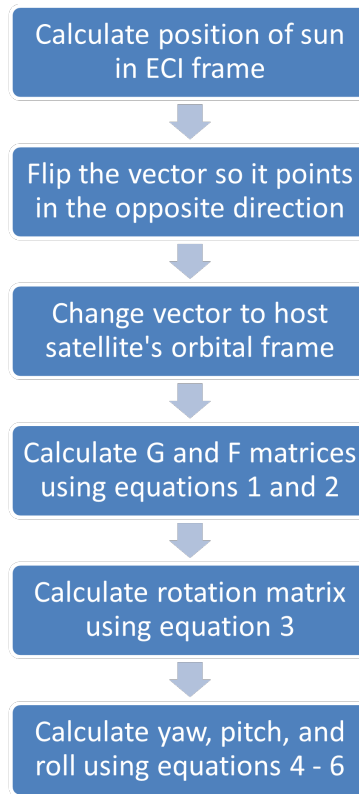 Calculate position of sun
in ECI frame
Flip the vector so it points
in the opposite direction
Change vector to host
satellite's orbital frame
Calculate G and F matrices
using equations 1 and 2
Calculate rotation matrix
using equation 3
Calculate yaw, pitch, and
roll using equations 4 - 6